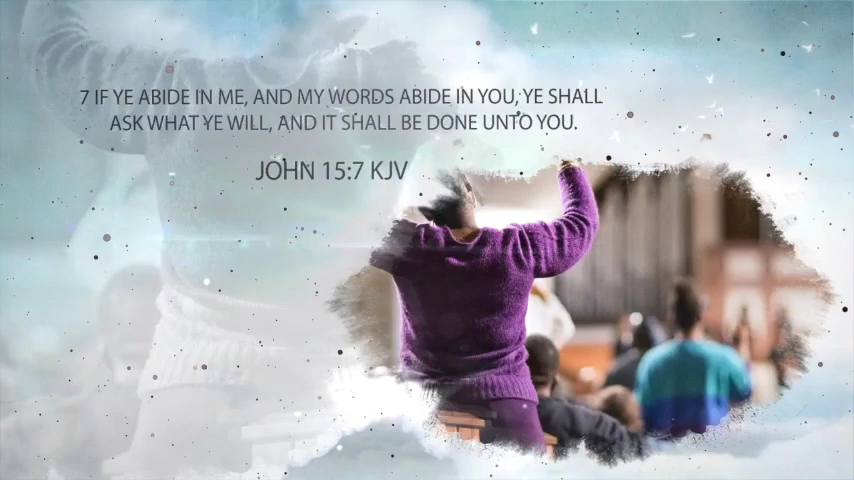 7 IF YE ABIDE IN ME, AND MY WORDS ABIDE IN YOU, YE SHALL
ASK WHAT YE WILL, AND IT SHALL BE DONE UNTO YOU.
JOHN 15:7 KJV